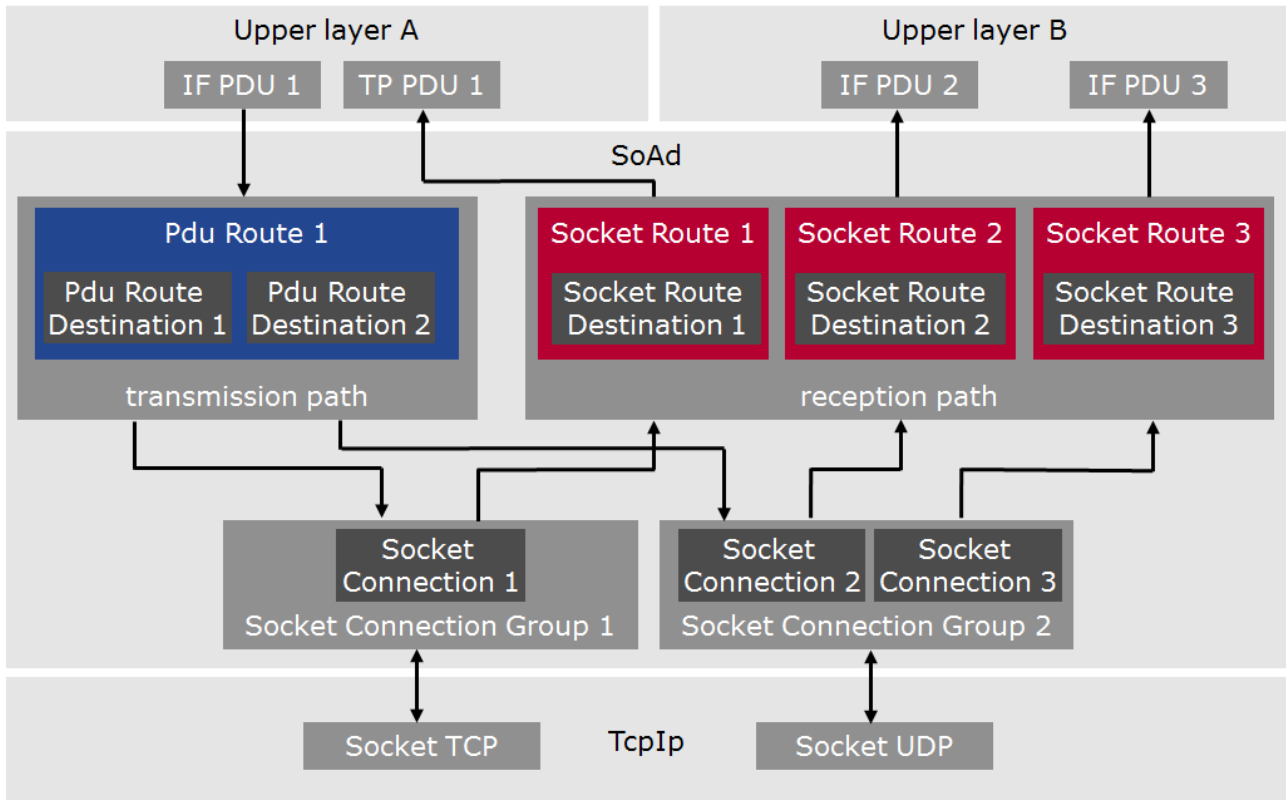 Upper layer A
Upper layer B
IF PDU 1
TP PDU 1
IF PDU 2
IF PDU 3
SoAd
Pdu Route 1
Pdu Route
Destination 1
Pdu Route
Destination 2
transmission path
Socket Route 1
Socket Route
Destination 1
Socket Route 2
Socket Route
Destination 2
Socket Route 3
Socket Route
Destination 3
reception path
Socket
Connection 1
Socket Connection Group 1
Socket
Connection 2
Socket
Connection 3
Socket Connection Group 2
Socket TCP
TcpIp
Socket UDP